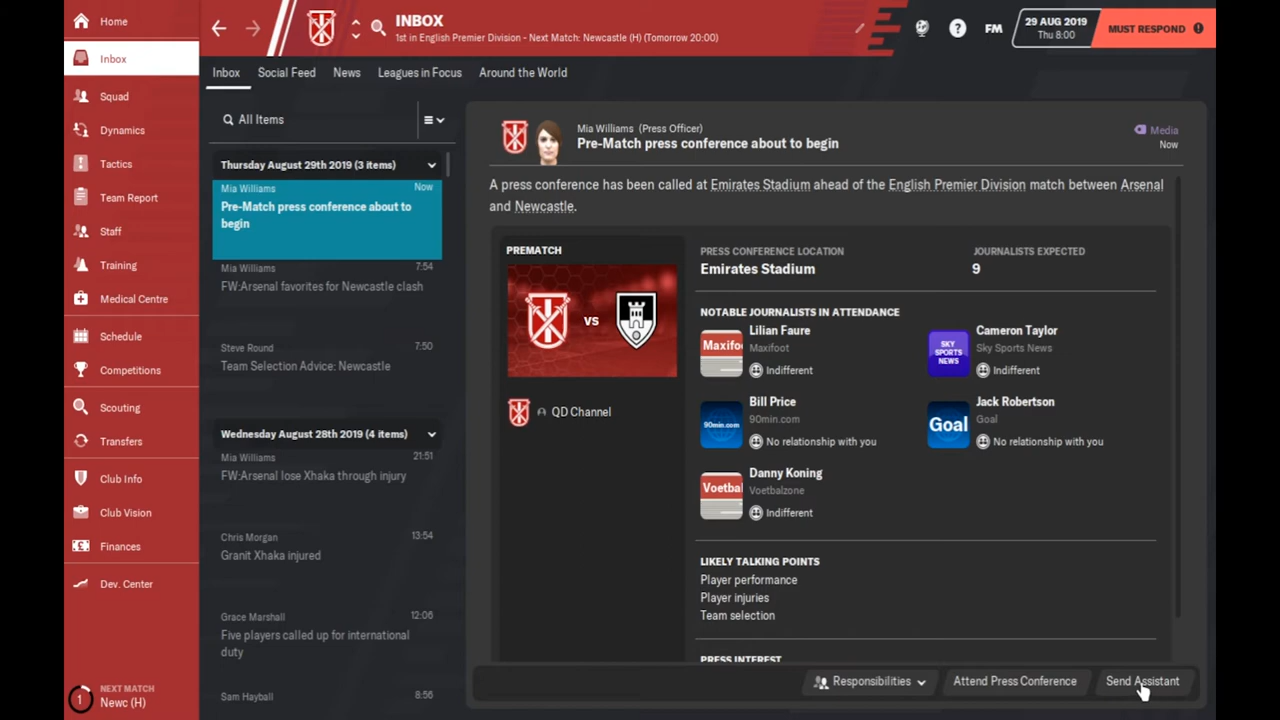 Home
Inbox
Squad
Dynamics
Tactics
Team Report
Staff
Training
Medical Centre
Schedule
Competitions
Scouting
Transfers
Club Info
Club Vision
Finances
Dev. Center
1
NEXT MATCH
Newc (H)
INBOX
1st in English Premier Division - Next Match: Newcastle (H) (Tomorrow 20:00)
?
FM
29 AUG 2019
Thu 8:00
MUST RESPOND
Inbox
Social Feed
News
Leagues in Focus
Around the World
All Items
Thursday August 29th 2019 (3 items)
Mia Williams
Now
Pre-Match press conference about to
begin
Mia Williams
7:54
FW:Arsenal favorites for Newcastle clash
Steve Round
7:50
Team Selection Advice: Newcastle
Wednesday August 28th 2019 (4 items)
Mia Williams
21:51
FW:Arsenal lose Xhaka through injury
Chris Morgan
13:54
Granit Xhaka injured
Grace Marshall
12:06
Five players called up for international
duty
Sam Hayball
8:56
Mia Williams (Press Officer)
Pre-Match press conference about to begin
Media
Now
A press conference has been called at Emirates Stadium ahead of the English Premier Division match between Arsenal
and Newcastle.
PREMATCH
VS
QD Channel
PRESS CONFERENCE LOCATION
Emirates Stadium
JOURNALISTS EXPECTED
9
NOTABLE JOURNALISTS IN ATTENDANCE
Maxifoo
Lilian Faure
Maxifoot
Indifferent
SKY
SPORTS
NEWS
Cameron Taylor
Sky Sports News
Indifferent
90min.com
Bill Price
90min.com
No relationship with you
Goal
Jack Robertson
Goal
No relationship with you
Voetbal
Danny Koning
Voetbalzone
Indifferent
LIKELY TALKING POINTS
Player performance
Player injuries
Team selection
PRESS INTEREST
Responsibilities
Attend Press Conference
Send Assistant